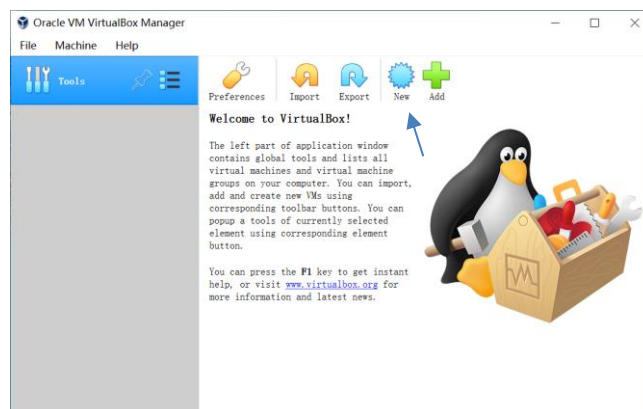 Oracle VM VirtualBox Manager
File Machine Help
Tools
Preferences Import Export New Add
Welcome to VirtualBox!
The left part of application window
contains global tools and lists all
virtual machines and virtual machine
groups on your computer. You can import,
add and create new VMs using
corresponding toolbar buttons. You can
popup a tools of currently selected
element using corresponding element
button.
You can press the F1 key to get instant
help, or visit www.virtualbox.org for
more information and latest news.